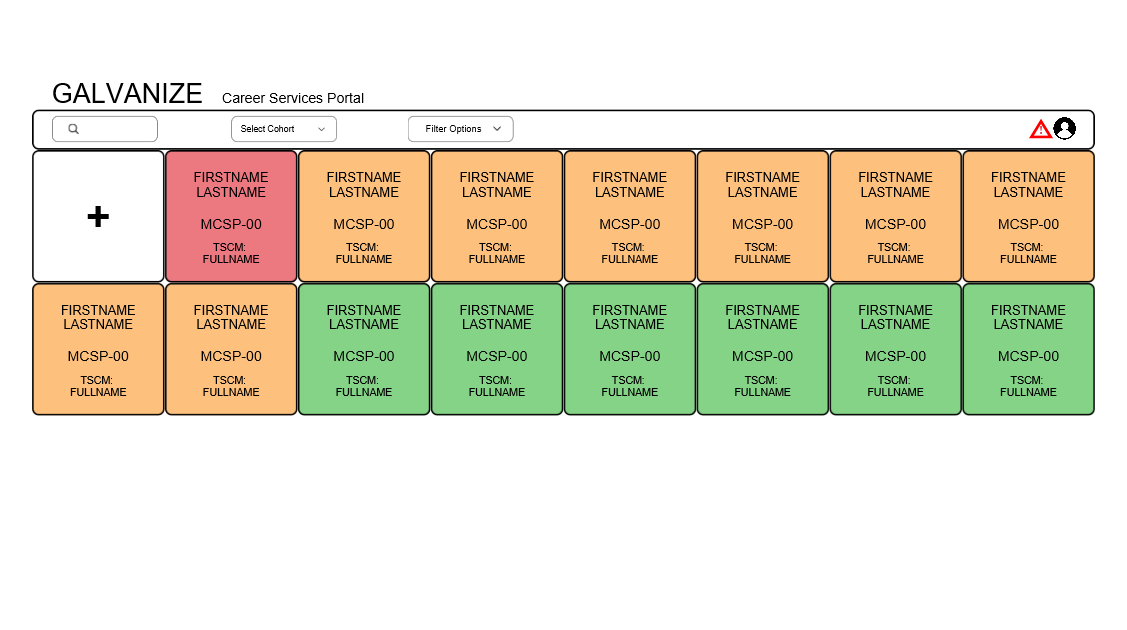 GALVANIZE Career Services Portal
Select Cohort Filter Options
+ FIRSTNAME FIRSTNAME FIRSTNAME FIRSTNAME FIRSTNAME FIRSTNAME FIRSTNAME
LASTNAME LASTNAME LASTNAME LASTNAME LASTNAME LASTNAME LASTNAME
MCSP-00 MCSP-00 MCSP-00 MCSP-00 MCSP-00 MCSP-00 MCSP-00
TSCM: TSCM: TSCM: TSCM: TSCM: TSCM: TSCM:
FULLNAME FULLNAME FULLNAME FULLNAME FULLNAME FULLNAME FULLNAME
FIRSTNAME FIRSTNAME FIRSTNAME FIRSTNAME FIRSTNAME FIRSTNAME FIRSTNAME FIRSTNAME
LASTNAME LASTNAME LASTNAME LASTNAME LASTNAME LASTNAME LASTNAME LASTNAME
MCSP-00 MCSP-00 MCSP-00 MCSP-00 MCSP-00 MCSP-00 MCSP-00 MCSP-00
TSCM: TSCM: TSCM: TSCM: TSCM: TSCM: TSCM: TSCM:
FULLNAME FULLNAME FULLNAME FULLNAME FULLNAME FULLNAME FULLNAME FULLNAME